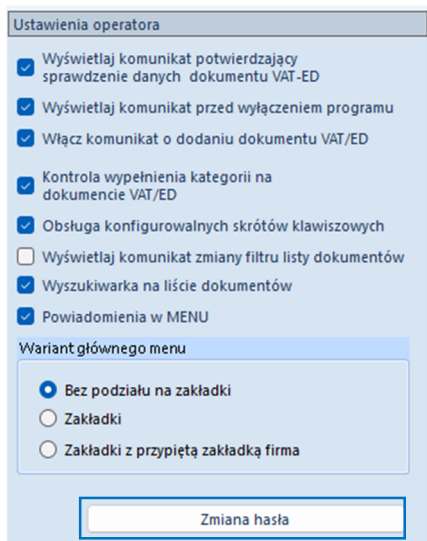 Ustawienia operatora
Wyświetlaj komunikat potwierdzający
sprawdzenie danych dokumentu VAT-ED
Wyświetlaj komunikat przed wyłączeniem programu
Włącz komunikat o dodaniu dokumentu VAT/ED
Kontrola wypełnienia kategorii na
dokumencie VAT/ED
Obsługa konfigurowalnych skrótów klawiszowych
Wyświetlaj komunikat zmiany filtru listy dokumentów
Wyszukiwarka na liście dokumentów
Powiadomienia w MENU
Wariant głównego menu
Bez podziału na zakładki
Zakładki
Zakładki z przypiętą zakładką firma
Zmiana hasła